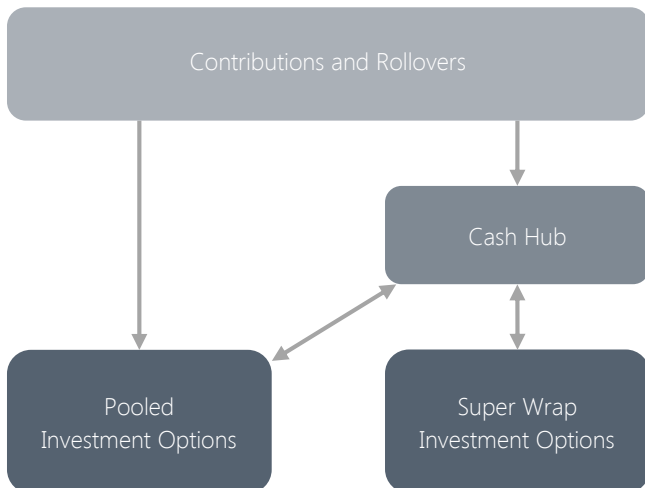 Contributions and Rollovers
Cash Hub
Pooled
Investment Options
Super Wrap
Investment Options